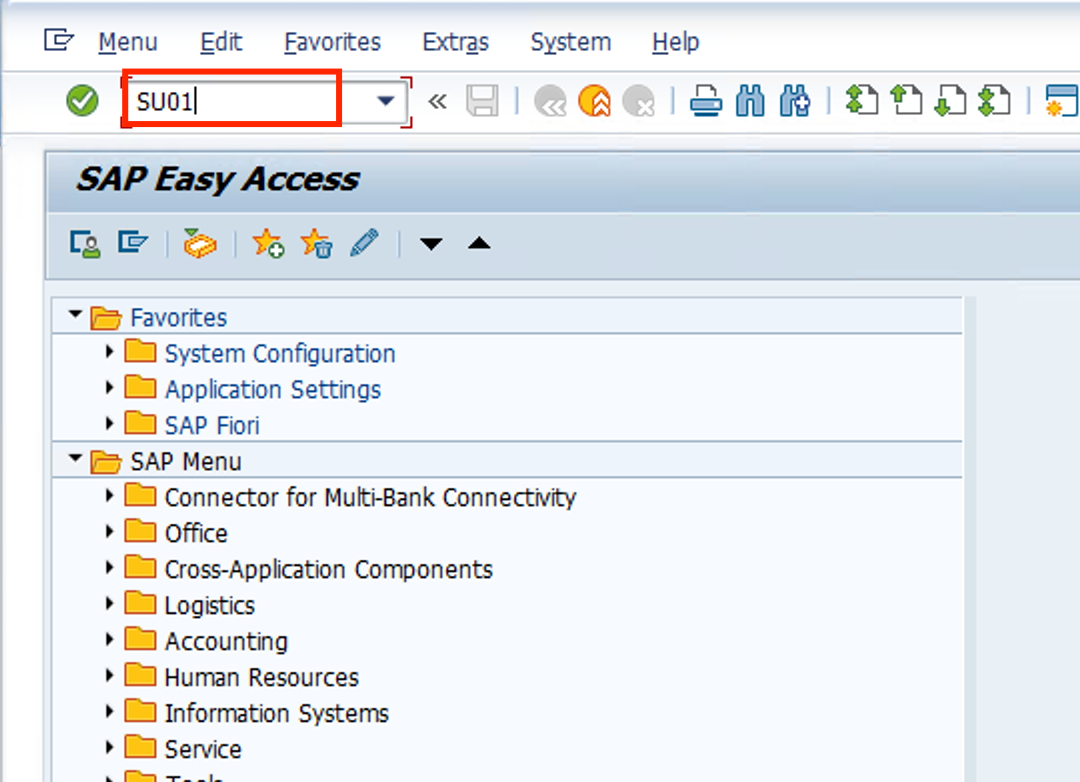 Menu Edit Favorites Extras System Help
SU01
SAP Easy Access
Favorites
System Configuration
Application Settings
SAP Fiori
SAP Menu
Connector for Multi-Bank Connectivity
Office
Cross-Application Components
Logistics
Accounting
Human Resources
Information Systems
Service
Tools